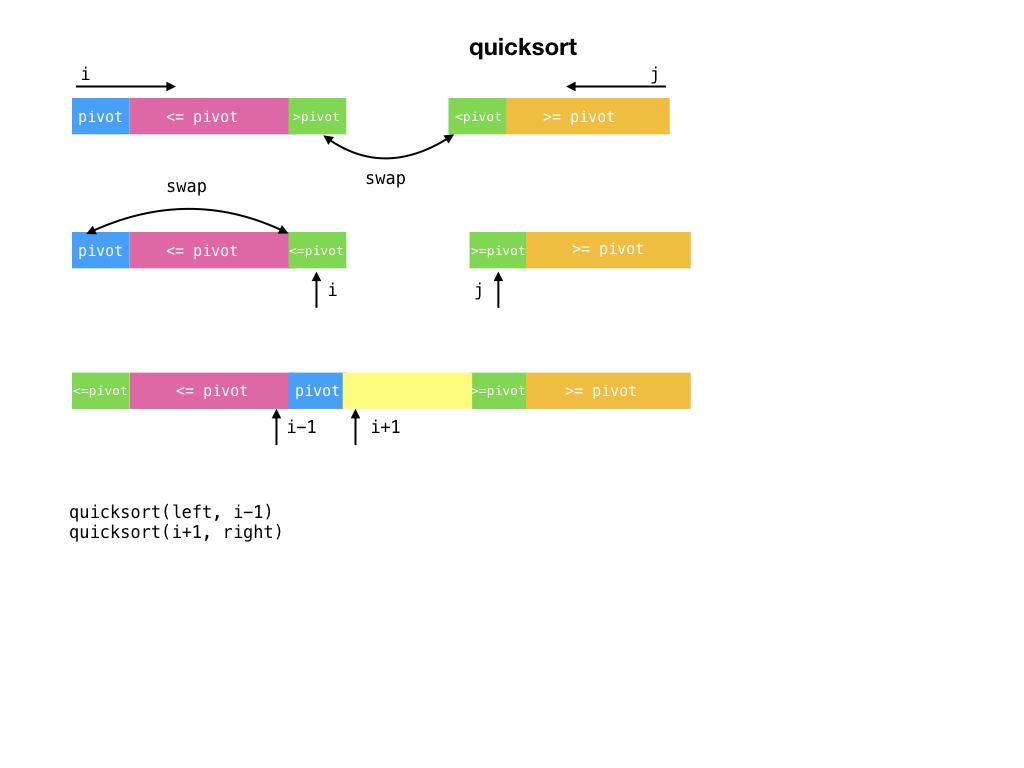 quicksort
i
j
pivot <= pivot >pivot <pivot >= pivot
swap
swap
pivot <= pivot <=pivot >=pivot >= pivot
i
j
<=pivot <= pivot pivot >=pivot >= pivot
i-1 i+1
quicksort(left, i-1)
quicksort(i+1, right)